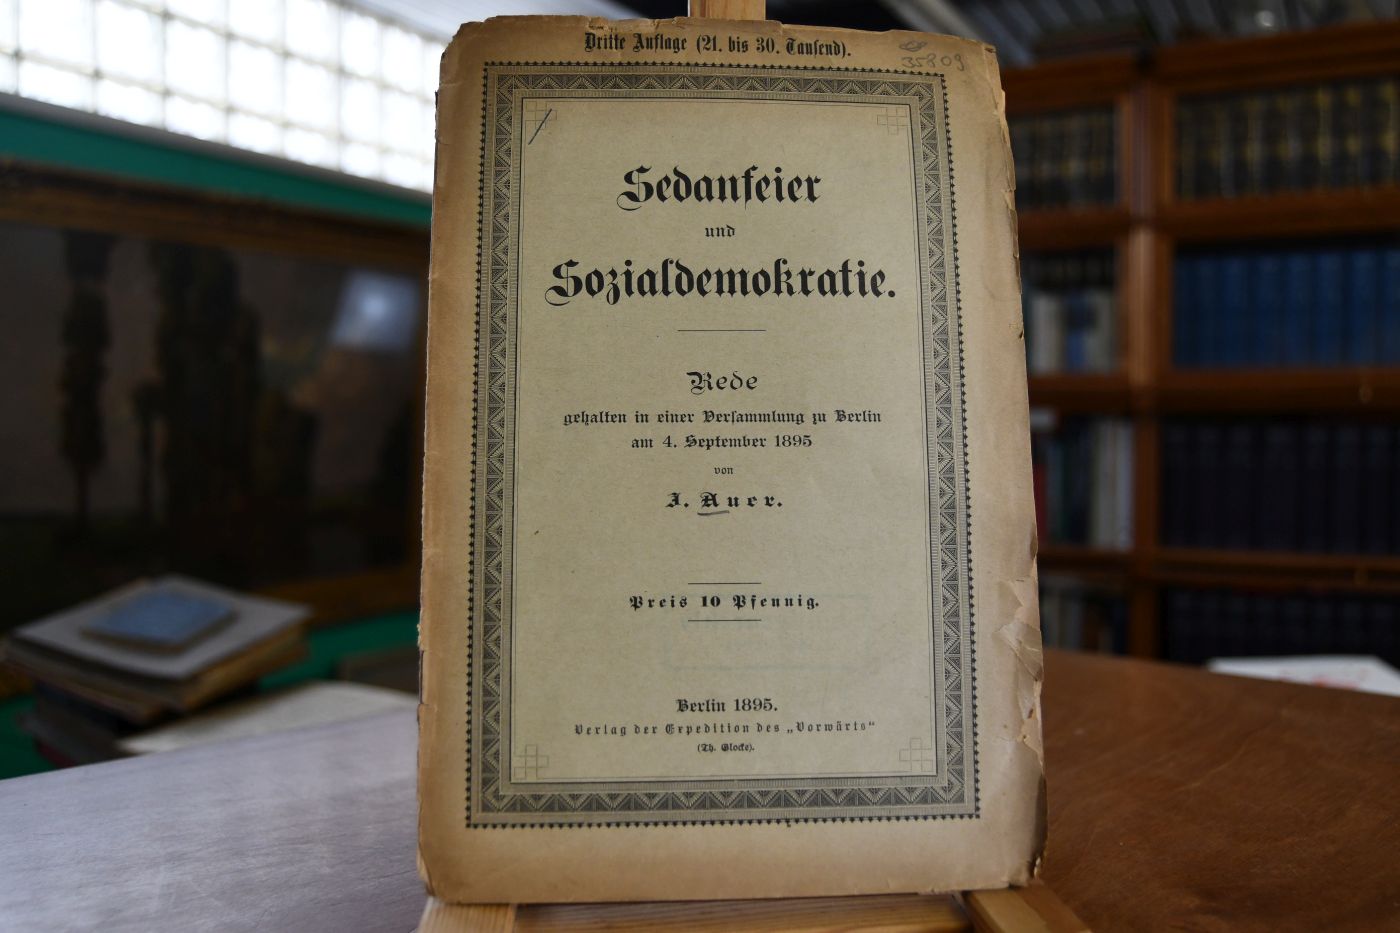 Dritte Auflage (21. bis 30. Tausend).
35809
Sedanfeier
und
Sozialdemokratie.
Rede
gehalten in einer Versammlung zu Berlin
am 4. September 1895
von
I. Auer.
Preis 10 Pfennig.
Berlin 1895.
Verlag der Expedition des „Vorwärts“
(Th. Glocke).